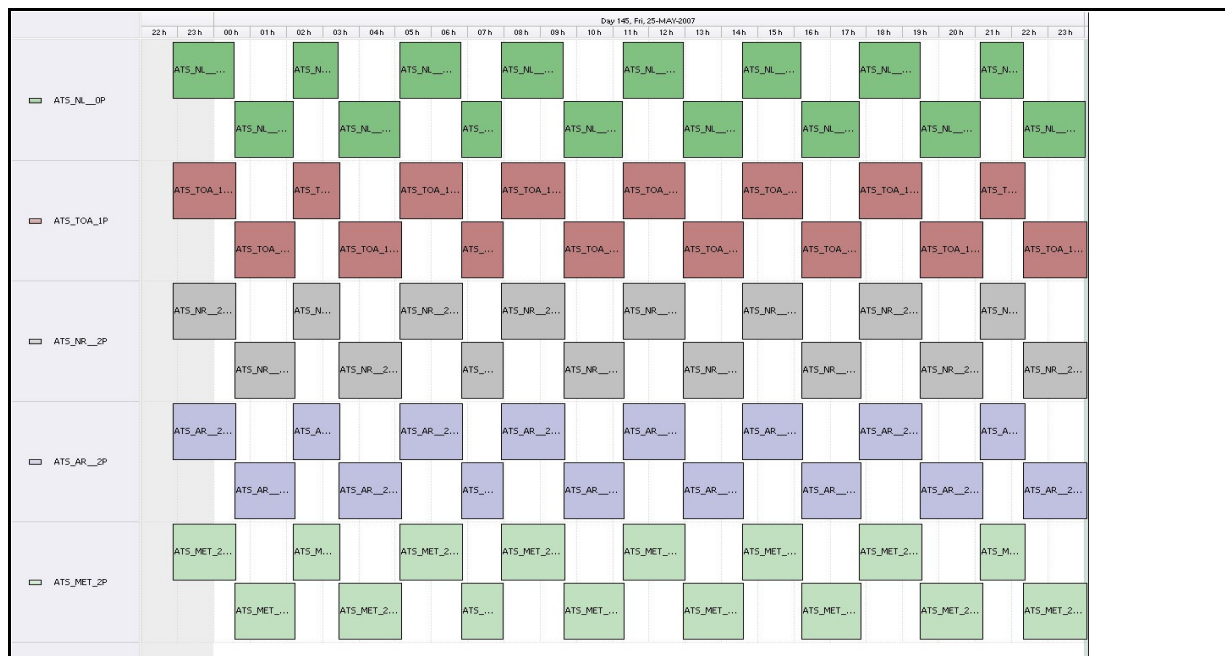 Day 145, Fri, 25-MAY-2007
22 h 23 h 00 h 01 h 02 h 03 h 04 h 05 h 06 h 07 h 08 h 09 h 10 h 11 h 12 h 13 h 14 h 15 h 16 h 17 h 18 h 19 h 20 h 21 h 22 h 23 h
ATS_NL__... ATS_N... ATS_NL__... ATS_NL__... ATS_NL__... ATS_NL__... ATS_NL__... ATS_N...
ATS_NL__0P
ATS_NL__... ATS_NL__... ATS_... ATS_NL__... ATS_NL__... ATS_NL__... ATS_NL__... ATS_NL__...
ATS_TOA_1... ATS_T... ATS_TOA_1... ATS_TOA_1... ATS_TOA_... ATS_TOA_... ATS_TOA_1... ATS_T...
ATS_TOA_1P
ATS_TOA_... ATS_TOA_1... ATS_... ATS_TOA_... ATS_TOA_... ATS_TOA_... ATS_TOA_1... ATS_TOA_1...
ATS_NR__2... ATS_N... ATS_NR__2... ATS_NR__2... ATS_NR__... ATS_NR__... ATS_NR__2... ATS_N...
ATS_NR__2P
ATS_NR__... ATS_NR__2... ATS_... ATS_NR__... ATS_NR__... ATS_NR__... ATS_NR__2... ATS_NR__2...
ATS_AR__2... ATS_A... ATS_AR__2... ATS_AR__2... ATS_AR__... ATS_AR__... ATS_AR__2... ATS_A...
ATS_AR__2P
ATS_AR__... ATS_AR__2... ATS_... ATS_AR__... ATS_AR__... ATS_AR__... ATS_AR__2... ATS_AR__2...
ATS_MET_2... ATS_M... ATS_MET_2... ATS_MET_2... ATS_MET_... ATS_MET_... ATS_MET_2... ATS_M...
ATS_MET_2P
ATS_MET_... ATS_MET_2... ATS_... ATS_MET_... ATS_MET_... ATS_MET_... ATS_MET_2... ATS_MET_2...